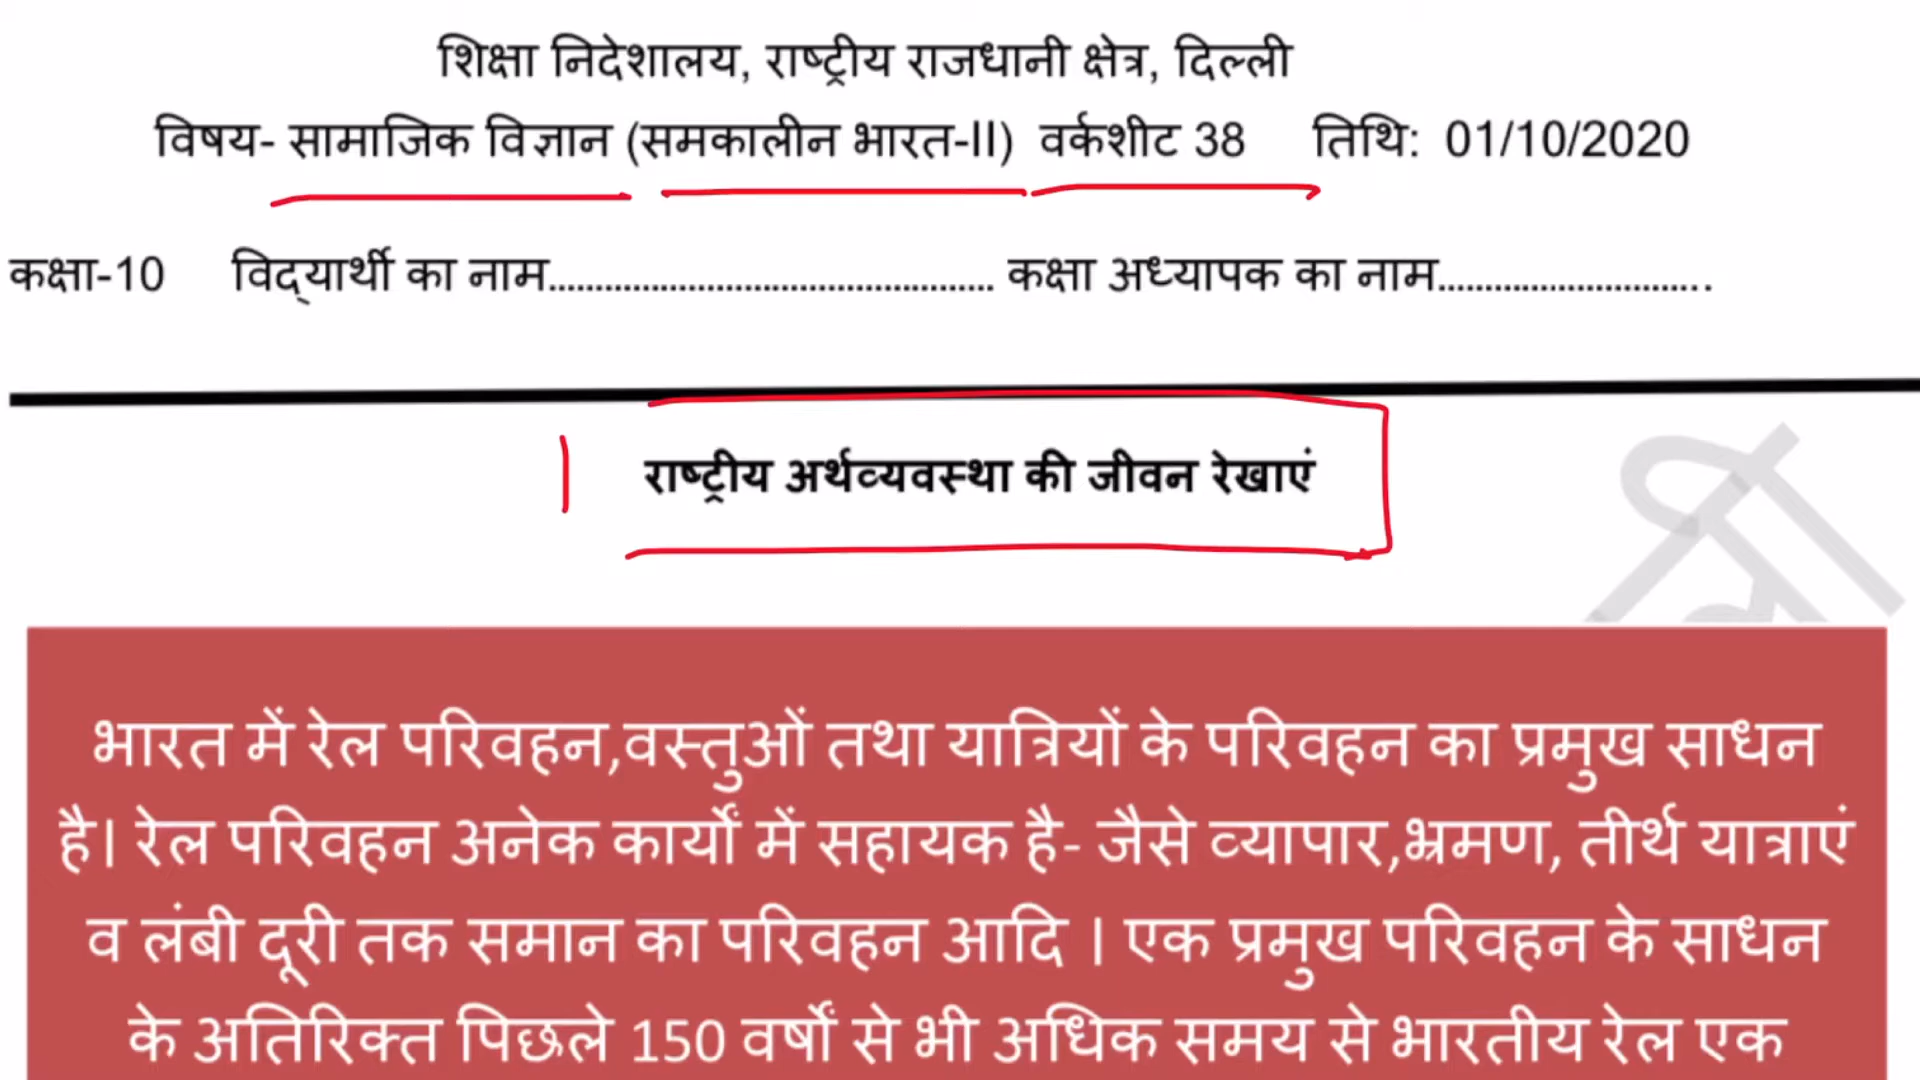 शिक्षा निदेशालय, राष्ट्रीय राजधानी क्षेत्र, दिल्ली
विषय- सामाजिक विज्ञान (समकालीन भारत-II) वर्कशीट 38 तिथि: 01/10/2020
कक्षा-10 विद्यार्थी का नाम................................................ कक्षा अध्यापक का नाम.............................
राष्ट्रीय अर्थव्यवस्था की जीवन रेखाएं
भारत में रेल परिवहन,वस्तुओं तथा यात्रियों के परिवहन का प्रमुख साधन
है। रेल परिवहन अनेक कार्यों में सहायक है- जैसे व्यापार,भ्रमण, तीर्थ यात्राएं
व लंबी दूरी तक समान का परिवहन आदि । एक प्रमुख परिवहन के साधन
के अतिरिक्त पिछले 150 वर्षों से भी अधिक समय से भारतीय रेल एक